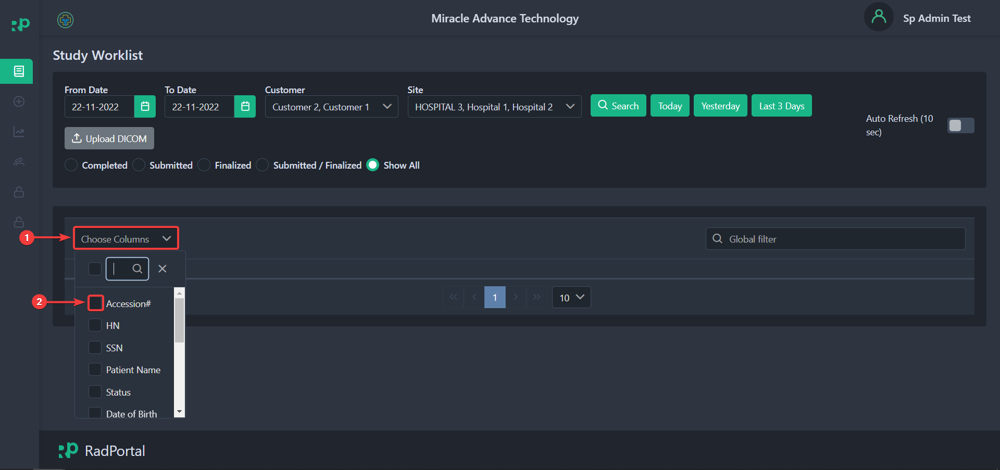 Rp
Miracle Advance Technology
Sp Admin Test
Study Worklist
From Date
To Date
Customer
Site
22-11-2022
22-11-2022
Customer 2, Customer 1
HOSPITAL 3, Hospital 1, Hospital 2
Search
Today
Yesterday
Last 3 Days
Auto Refresh (10
sec)
Upload DICOM
Completed
Submitted
Finalized
Submitted / Finalized
Show All
1
Choose Columns
Global filter
2
Accession#
HN
SSN
Patient Name
Status
Date of Birth
1
10
Rp RadPortal